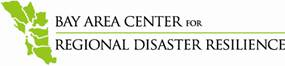 BAY AREA CENTER FOR
REGIONAL DISASTER RESILIENCE